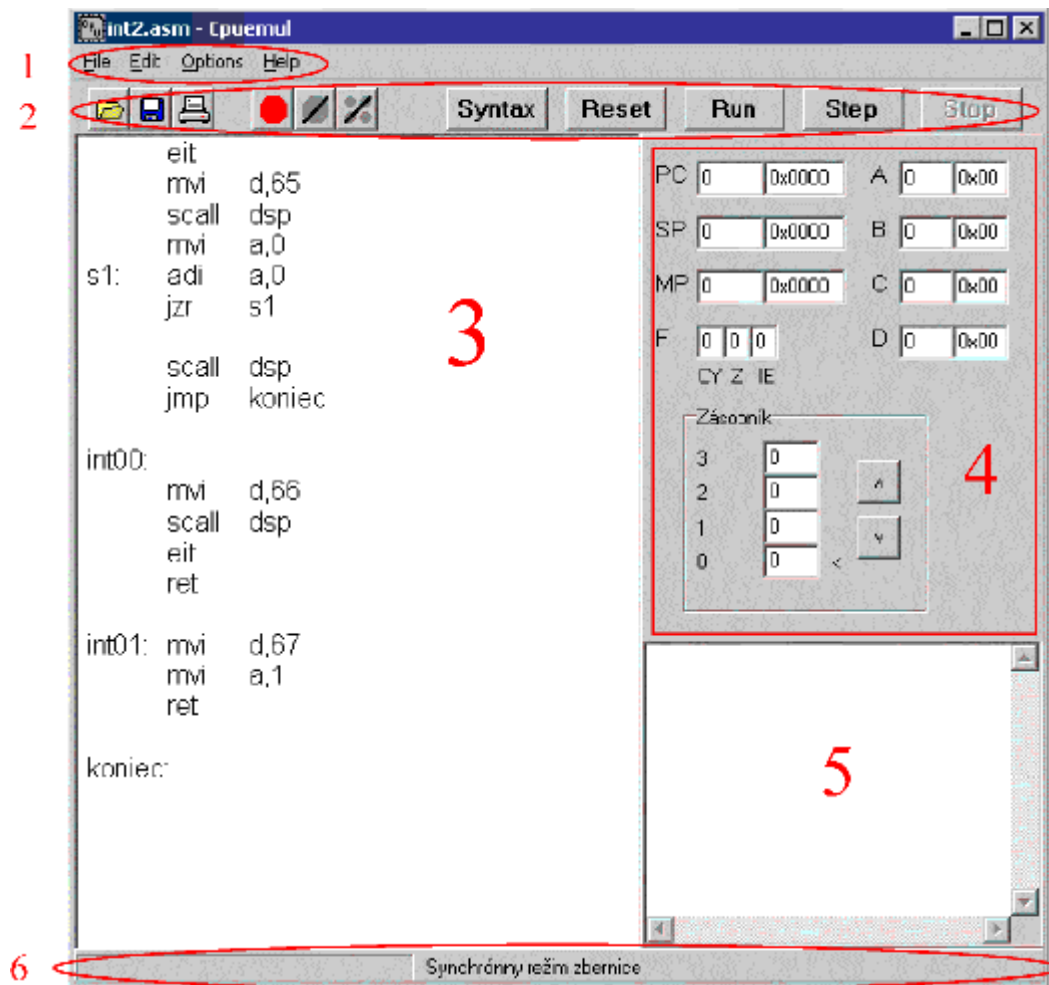 int2.asm - Cpuemul
1 File Edit Options Help
2 Syntax Reset Run Step Stop
eit
mvi d,65
scall dsp
mvi a,0
s1: adi a,0
jzr s1
scall dsp
jmp koniec
int00:
mvi d,66
scall dsp
eit
ret
int01: mvi d,67
mvi a,1
ret
koniec:
3
PC 0 0x0000 A 0 0x00
SP 0 0x0000 B 0 0x00
MP 0 0x0000 C 0 0x00
F 0 0 0 D 0 0x00
CY Z IE
Zásobník
3 0
2 0
1 0
0 0 <
4
5
6 Synchrónny režim zbernice